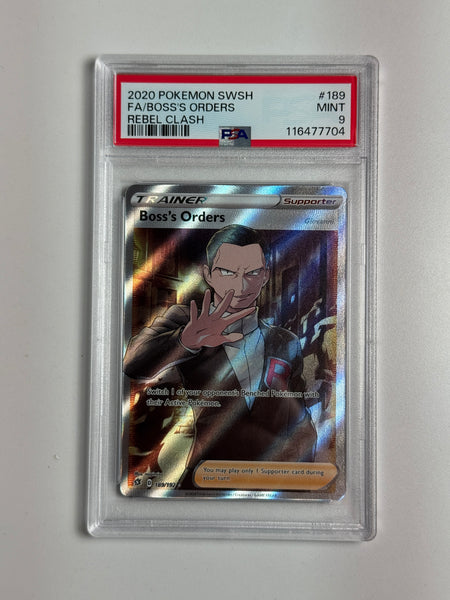 2020 POKEMON SWSH #189
FA/BOSS'S ORDERS MINT
REBEL CLASH 9
PSA 116477704
TRAINER Supporter
Boss's Orders Giovanni
R
Switch 1 of your opponent's Benched Pokémon with
their Active Pokémon.
You may play only 1 Supporter card during
your turn.
D 189/192